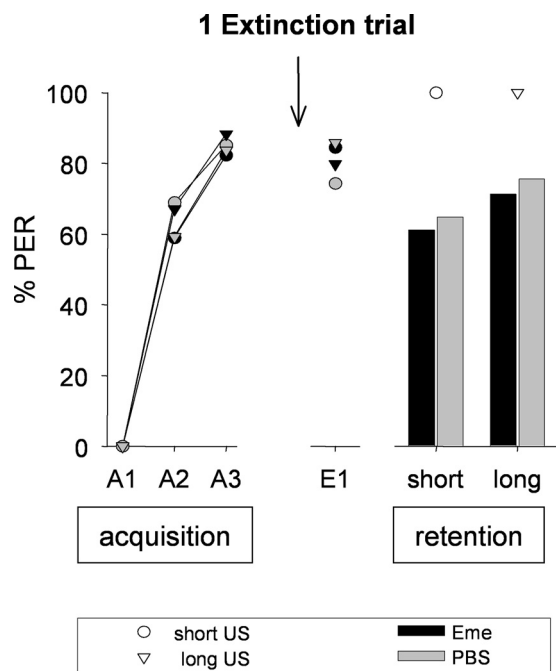 1 Extinction trial
100
80
60
40
20
0
% PER
A1 A2 A3 E1 short long
acquisition retention
short US Eme
long US PBS